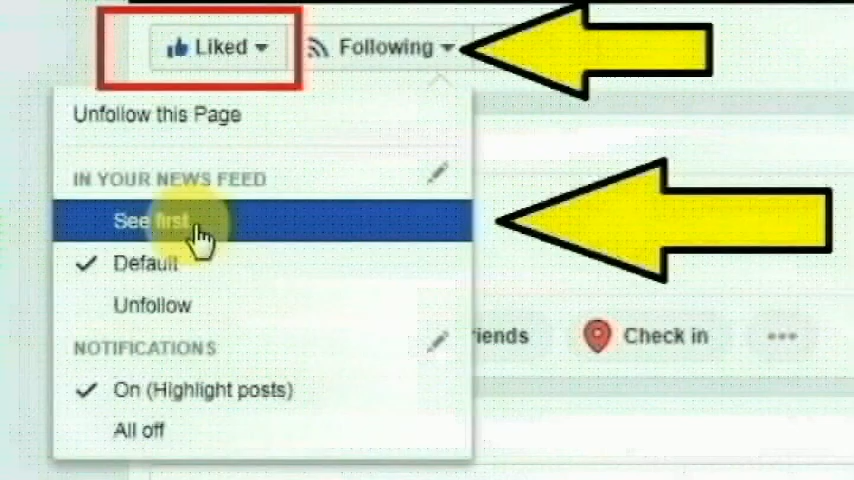 Liked Following
Unfollow this Page
IN YOUR NEWS FEED
See first
Default
Unfollow
riends Check in
NOTIFICATIONS
On (Highlight posts)
All off